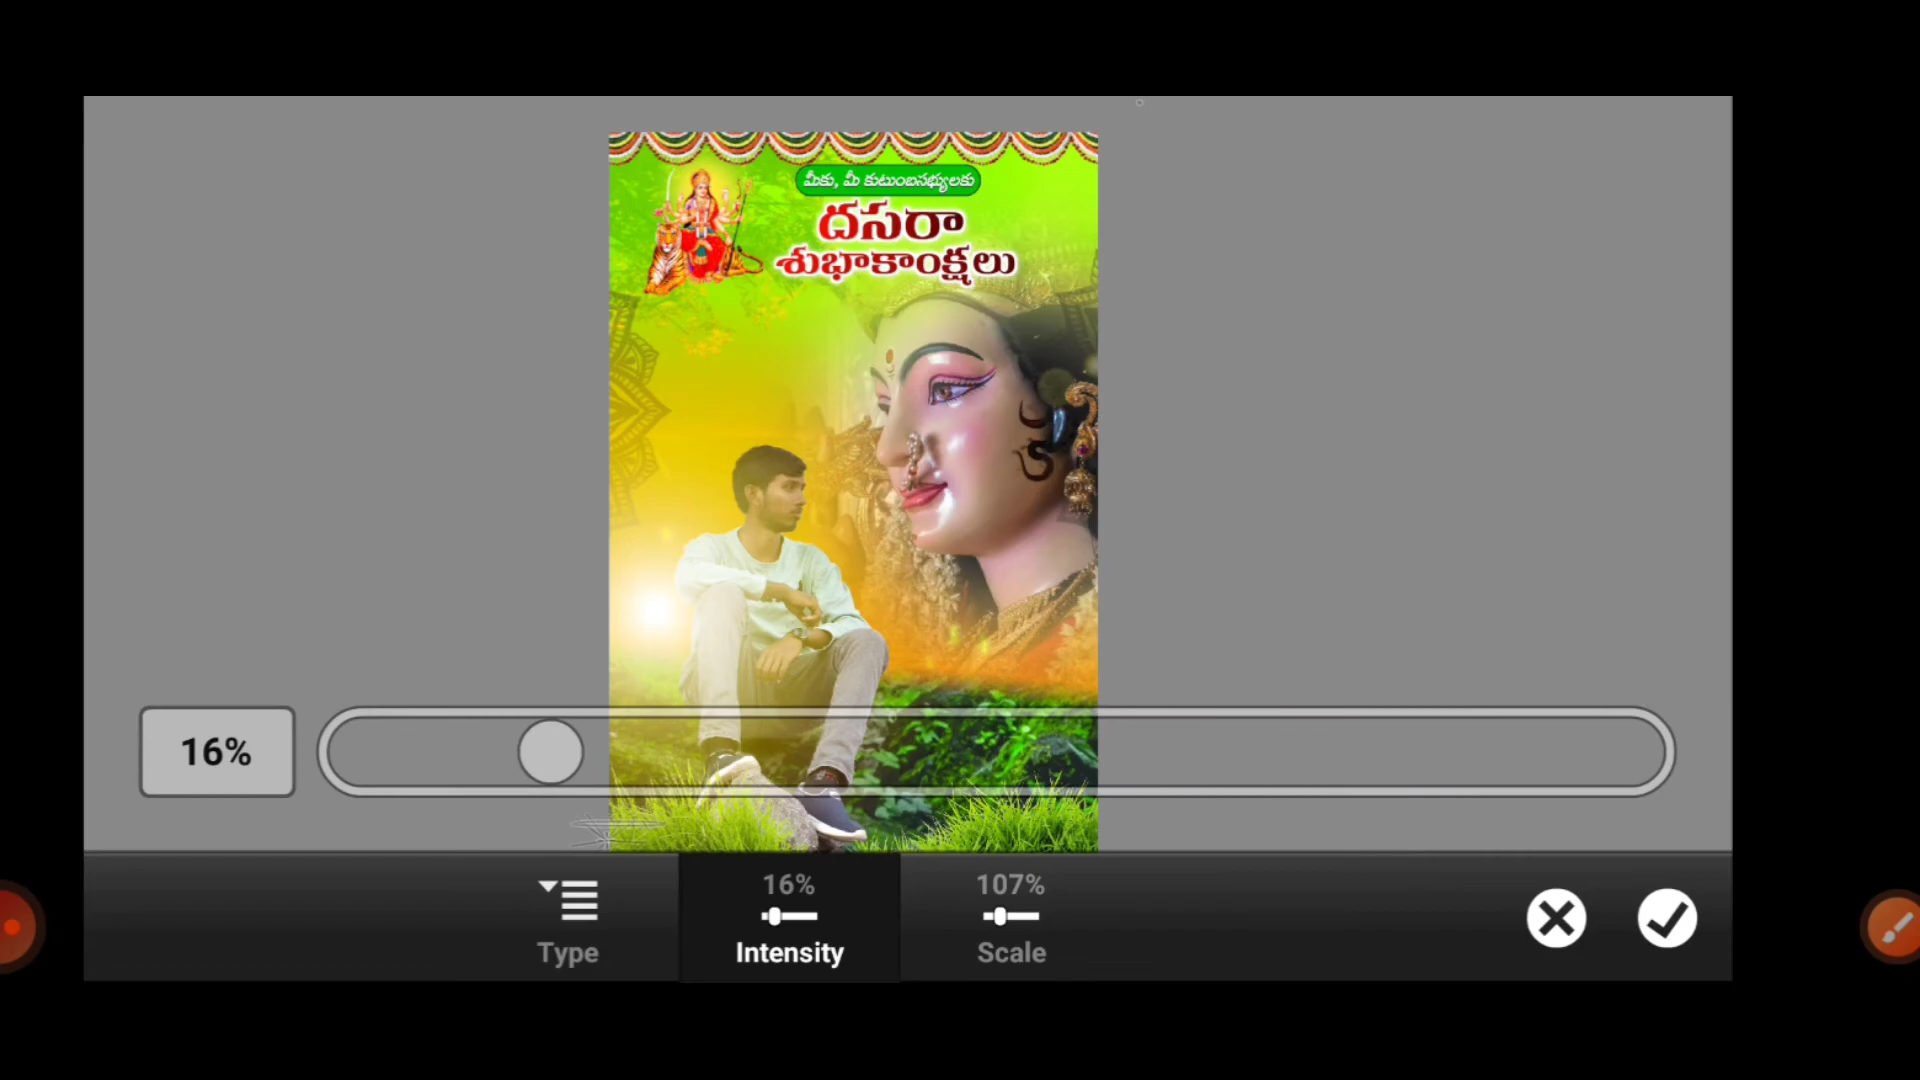 మీకు, మీ కుటుంబసభ్యులకు
దసరా
శుభాకాంక్షలు
16%
16%
107%
Type
Intensity
Scale